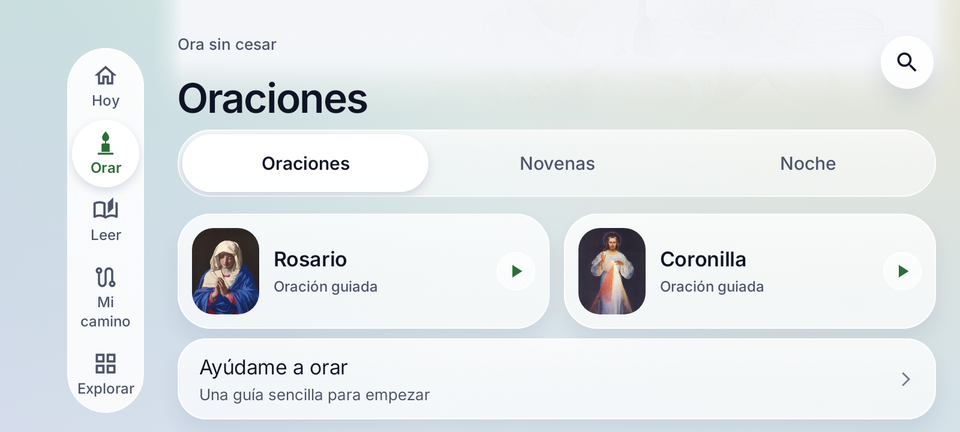 Ora sin cesar
Oraciones
Hoy
Orar
Leer
Mi
camino
Explorar
Oraciones
Novenas
Noche
Rosario
Oración guiada
Coronilla
Oración guiada
Ayúdame a orar
Una guía sencilla para empezar